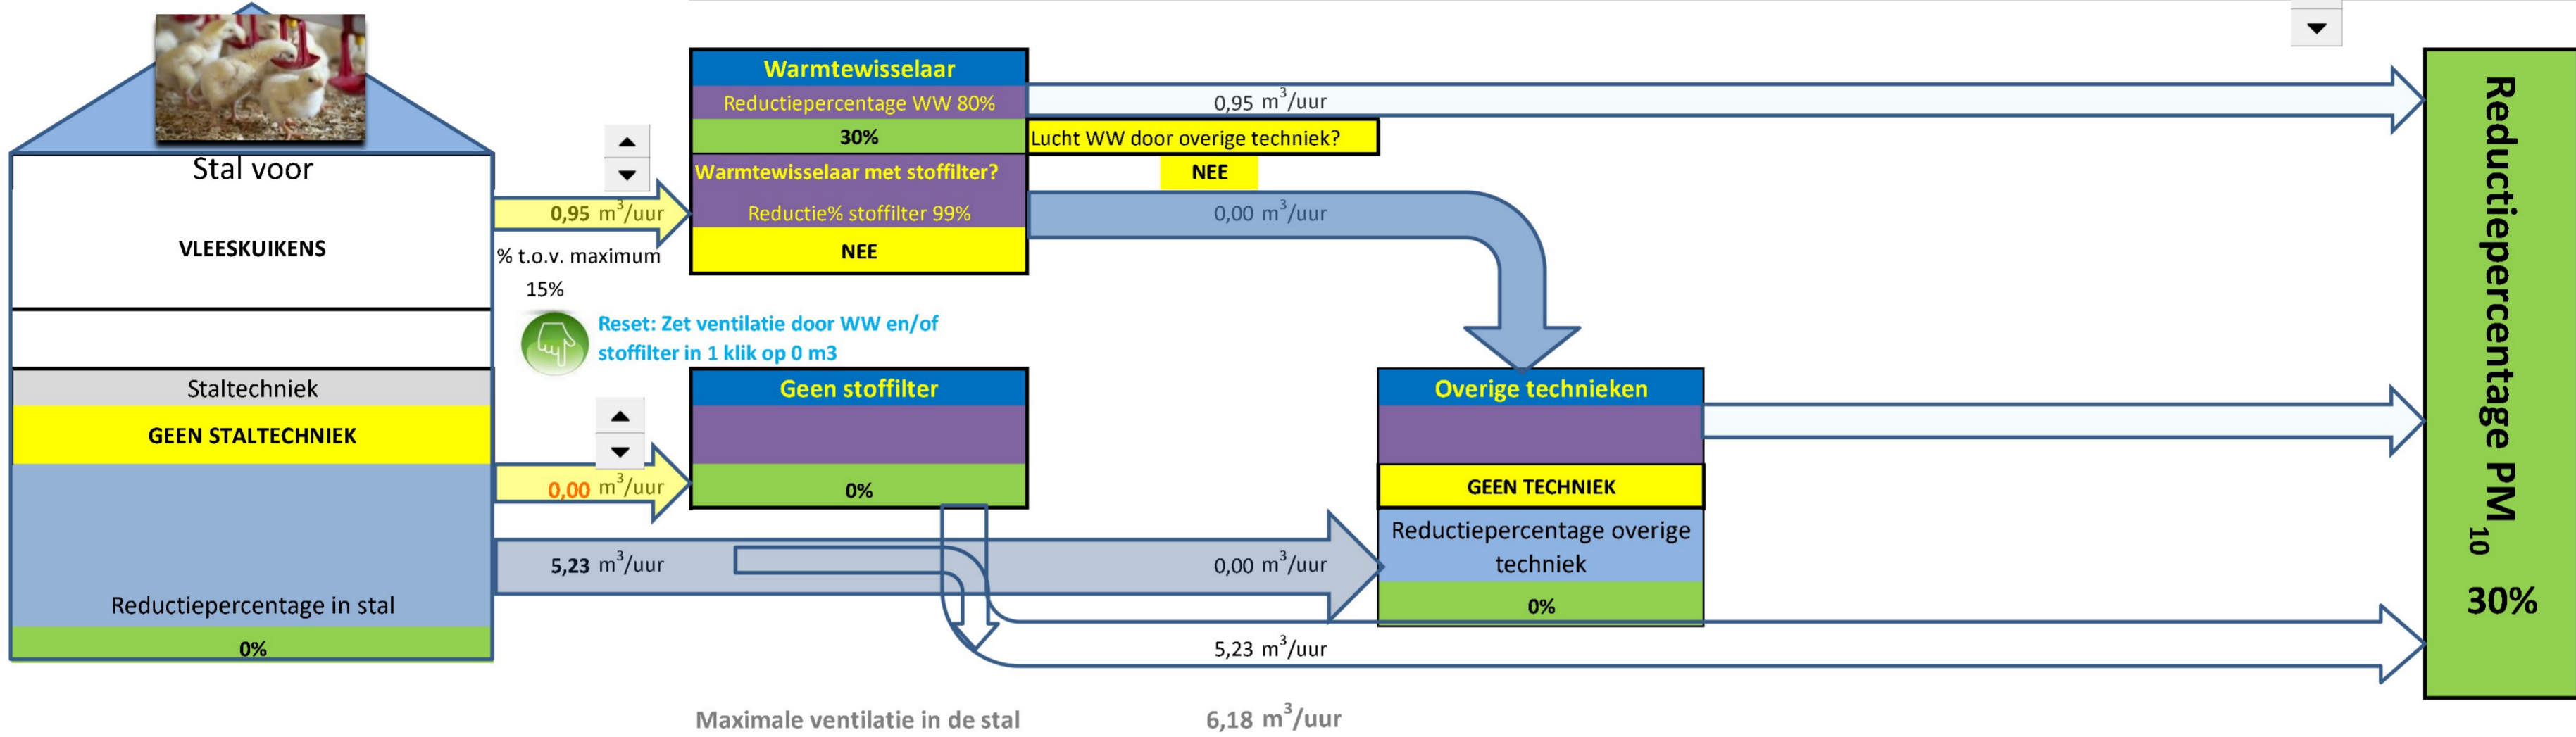 Stal voor
VLEESKUIKENS
Staltechniek
GEEN STALTECHNIEK
Reductiepercentage in stal
0%
0,95 m³/uur
% t.o.v. maximum
15%
Reset: Zet ventilatie door WW en/of
stoffilter in 1 klik op 0 m3
0,00 m³/uur
5,23 m³/uur
Warmtewisselaar
Reductiepercentage WW 80%
30%
Warmtewisselaar met stoffilter?
Reductie% stoffilter 99%
NEE
0,95 m³/uur
Lucht WW door overige techniek?
NEE
0,00 m³/uur
Geen stoffilter
0%
0,00 m³/uur
5,23 m³/uur
Overige technieken
GEEN TECHNIEK
Reductiepercentage overige
techniek
0%
Maximale ventilatie in de stal 6,18 m³/uur
Reductiepercentage PM₁₀
30%